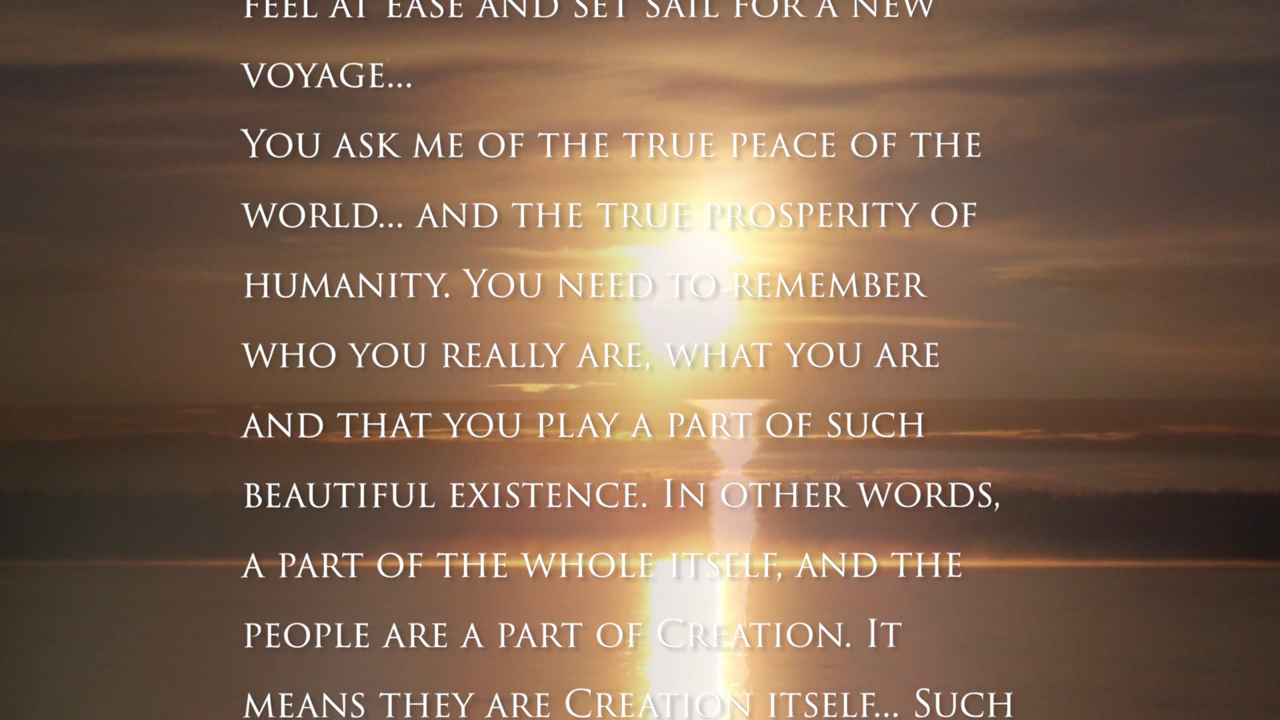 FEEL AT EASE AND SET SAIL FOR A NEW
VOYAGE...
YOU ASK ME OF THE TRUE PEACE OF THE
WORLD... AND THE TRUE PROSPERITY OF
HUMANITY. YOU NEED TO REMEMBER
WHO YOU REALLY ARE, WHAT YOU ARE
AND THAT YOU PLAY A PART OF SUCH
BEAUTIFUL EXISTENCE. IN OTHER WORDS,
A PART OF THE WHOLE ITSELF, AND THE
PEOPLE ARE A PART OF CREATION. IT
MEANS THEY ARE CREATION ITSELF... SUCH